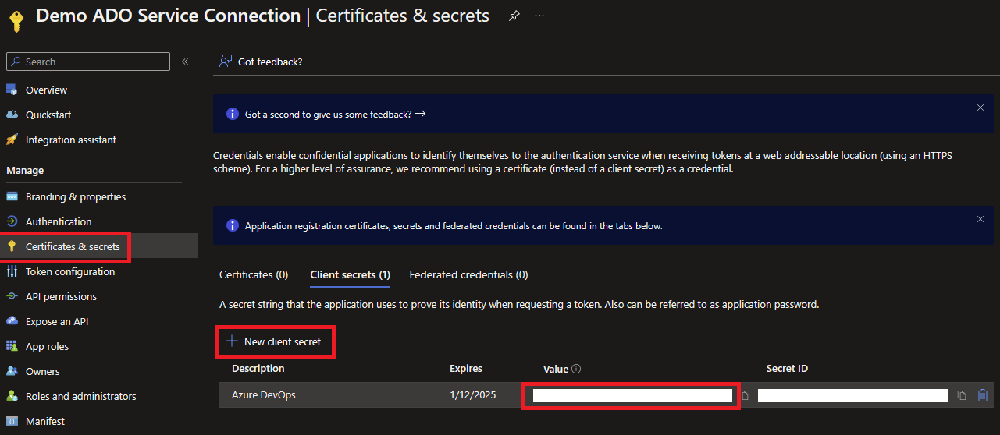 Demo ADO Service Connection | Certificates & secrets
Search
Overview
Quickstart
Integration assistant
Manage
Branding & properties
Authentication
Certificates & secrets
Token configuration
API permissions
Expose an API
App roles
Owners
Roles and administrators
Manifest
Got feedback?
Got a second to give us some feedback?
Credentials enable confidential applications to identify themselves to the authentication service when receiving tokens at a web addressable location (using an HTTPS
scheme). For a higher level of assurance, we recommend using a certificate (instead of a client secret) as a credential.
Application registration certificates, secrets and federated credentials can be found in the tabs below.
Certificates (0) Client secrets (1) Federated credentials (0)
A secret string that the application uses to prove its identity when requesting a token. Also can be referred to as application password.
New client secret
Description Expires Value Secret ID
Azure DevOps 1/12/2025